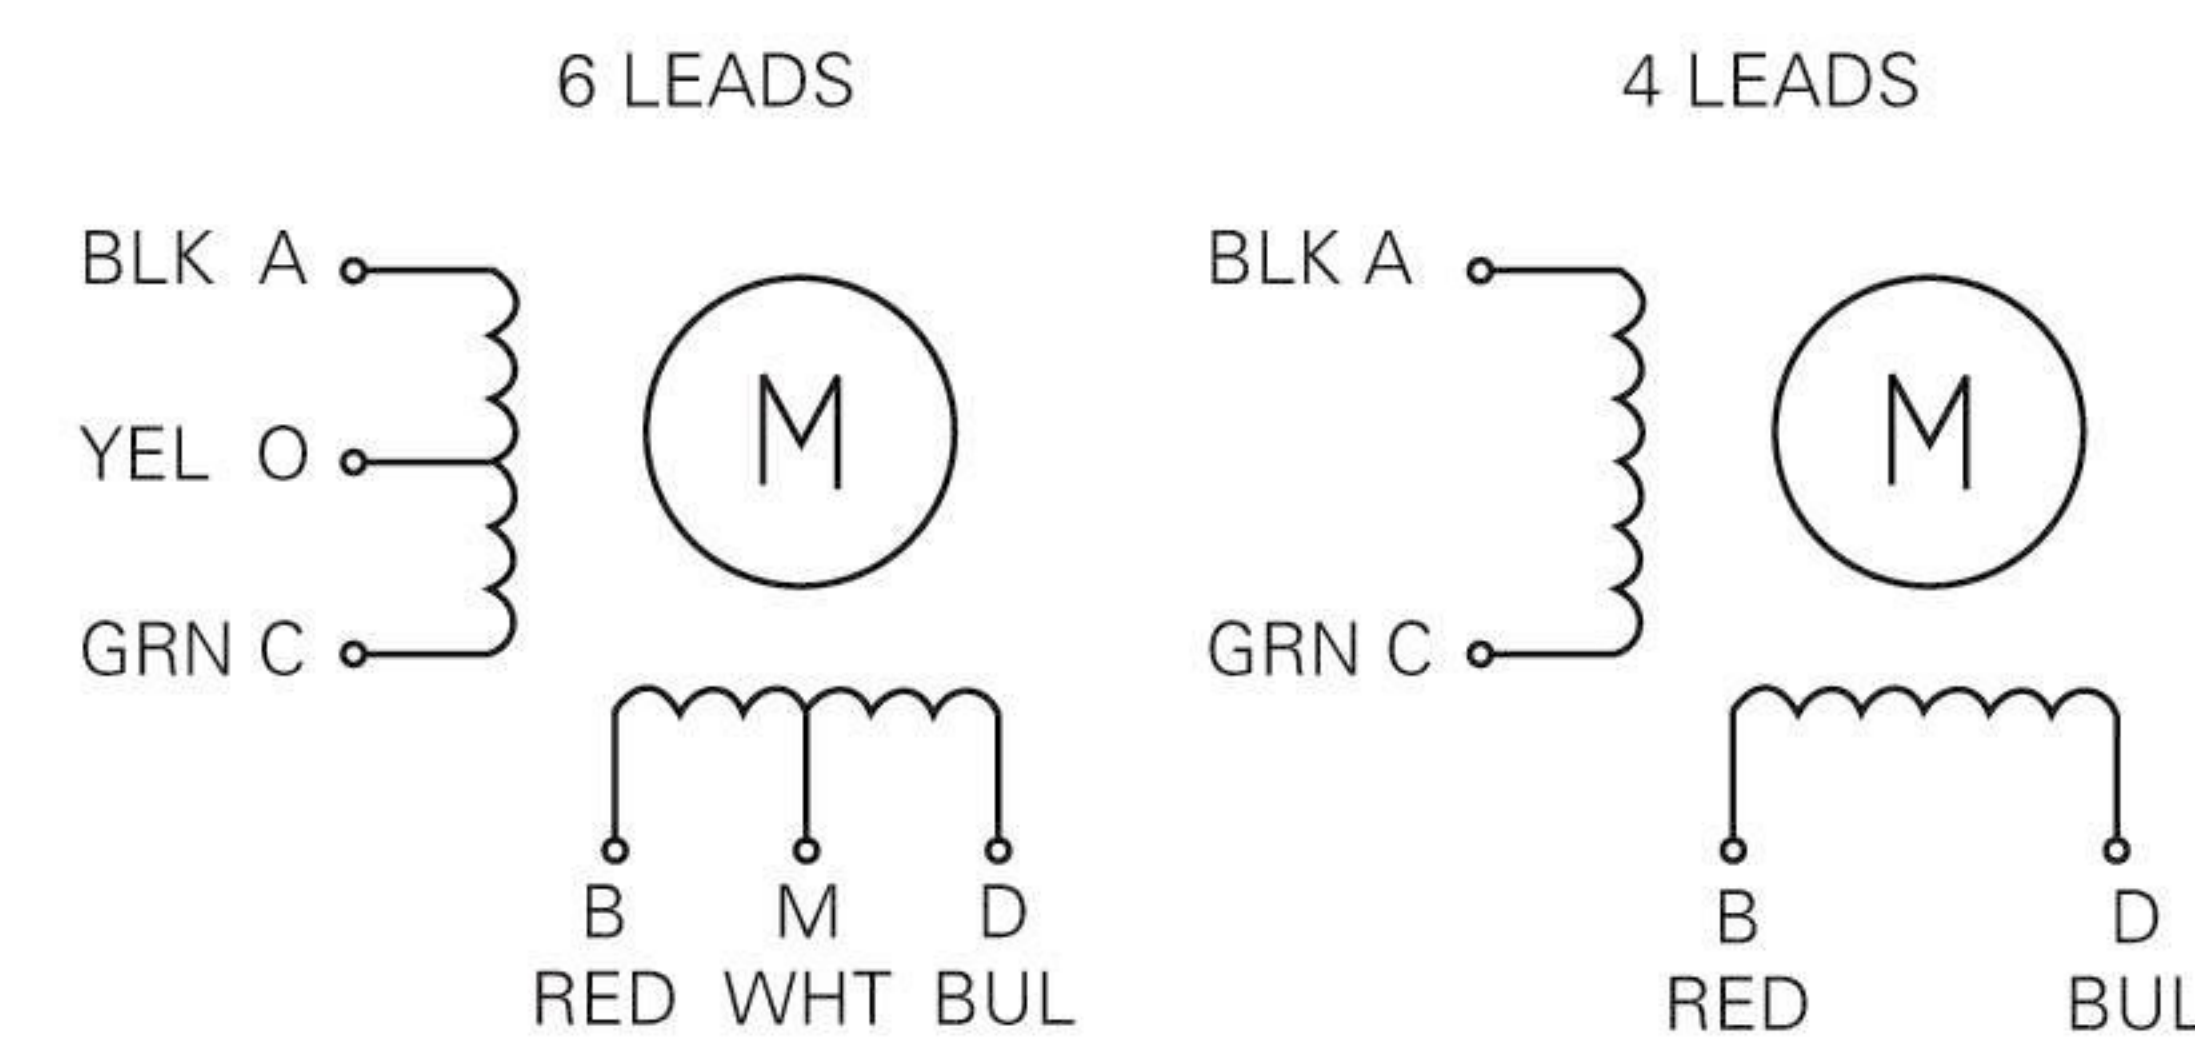 6 LEADS
BLK A
YEL O
GRN C
M
B M D
RED WHT BUL
4 LEADS
BLK A
GRN C
M
B D
RED BUL